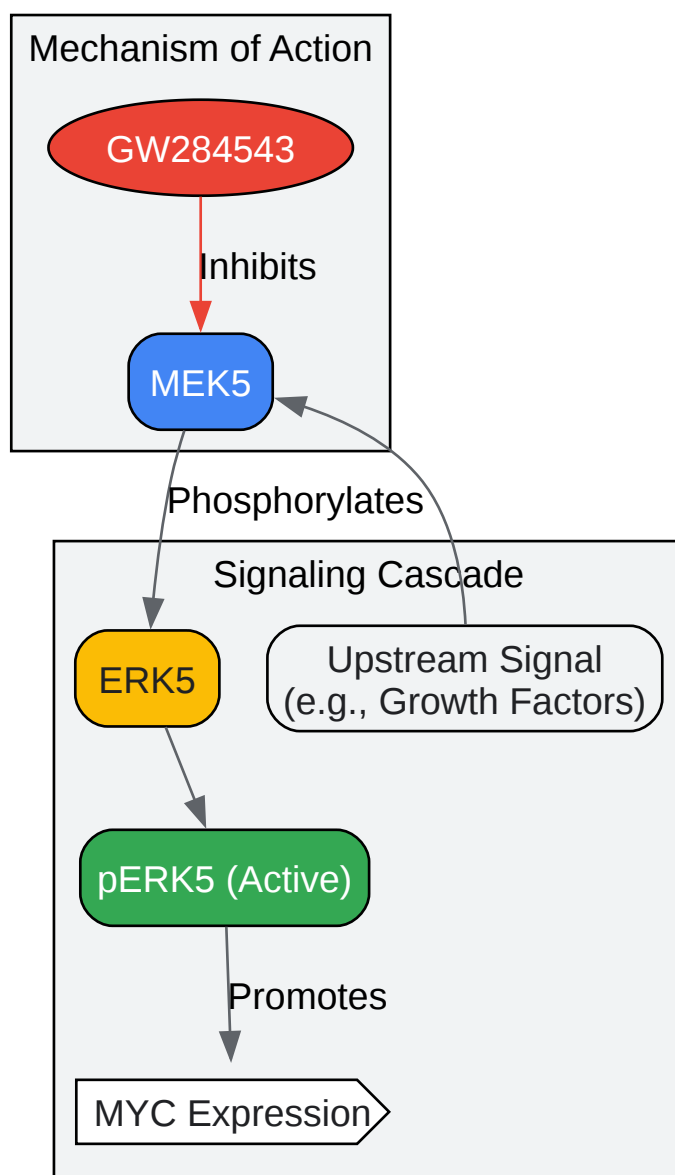 Mechanism of Action
GW284543
Inhibits
MEK5
Phosphorylates
Signaling Cascade
ERK5
Upstream Signal
(e.g., Growth Factors)
pERK5 (Active)
Promotes
MYC Expression